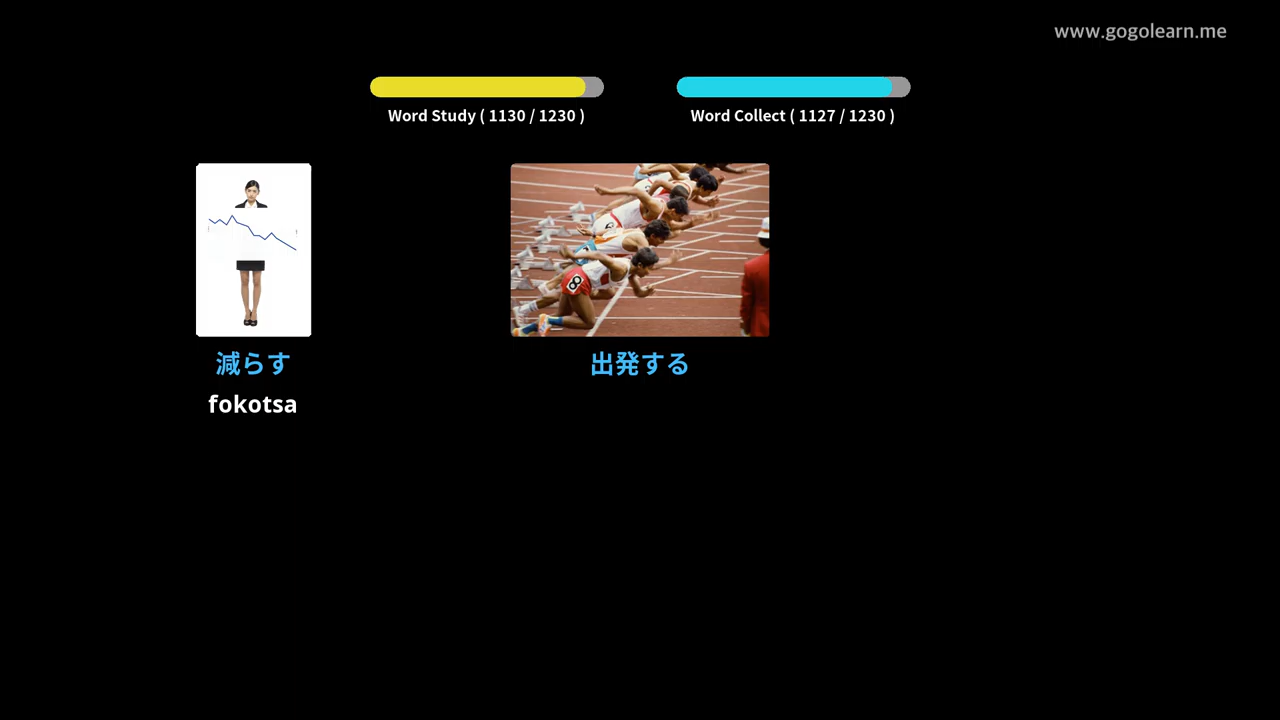 www.gogolearn.me
Word Study ( 1130 / 1230 )
Word Collect ( 1127 / 1230 )
減らす
fokotsa
出発する